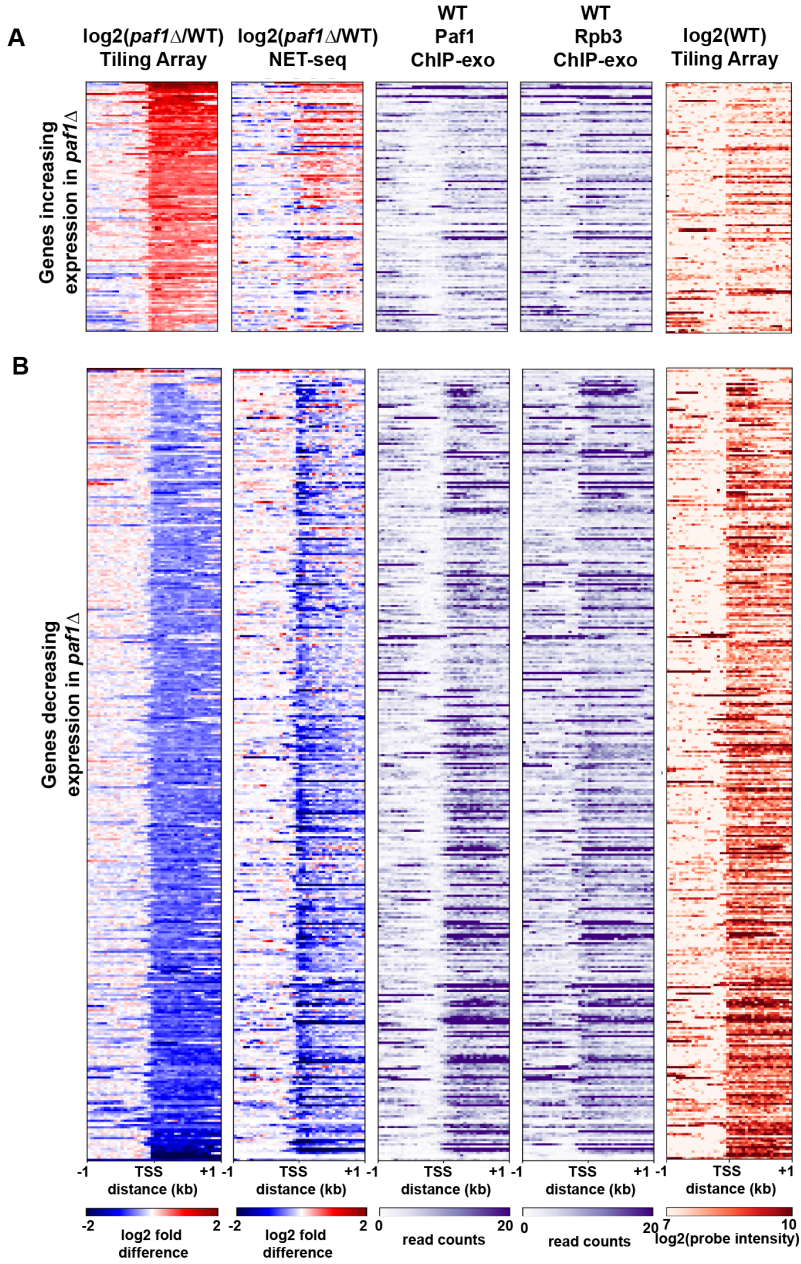 A
log2(paf1Δ/WT)
Tiling Array
log2(paf1Δ/WT)
NET-seq
WT
Paf1
ChIP-exo
WT
Rpb3
ChIP-exo
log2(WT)
Tiling Array
Genes increasing
expression in paf1Δ
B
Genes decreasing
expression in paf1Δ
-1 TSS +1
distance (kb)
-1 TSS +1
distance (kb)
-1 TSS +1
distance (kb)
-1 TSS +1
distance (kb)
-1 TSS +1
distance (kb)
-2 2
log2 fold
difference
-2 2
log2 fold
difference
0 20
read counts
0 20
read counts
7 10
log2(probe intensity)